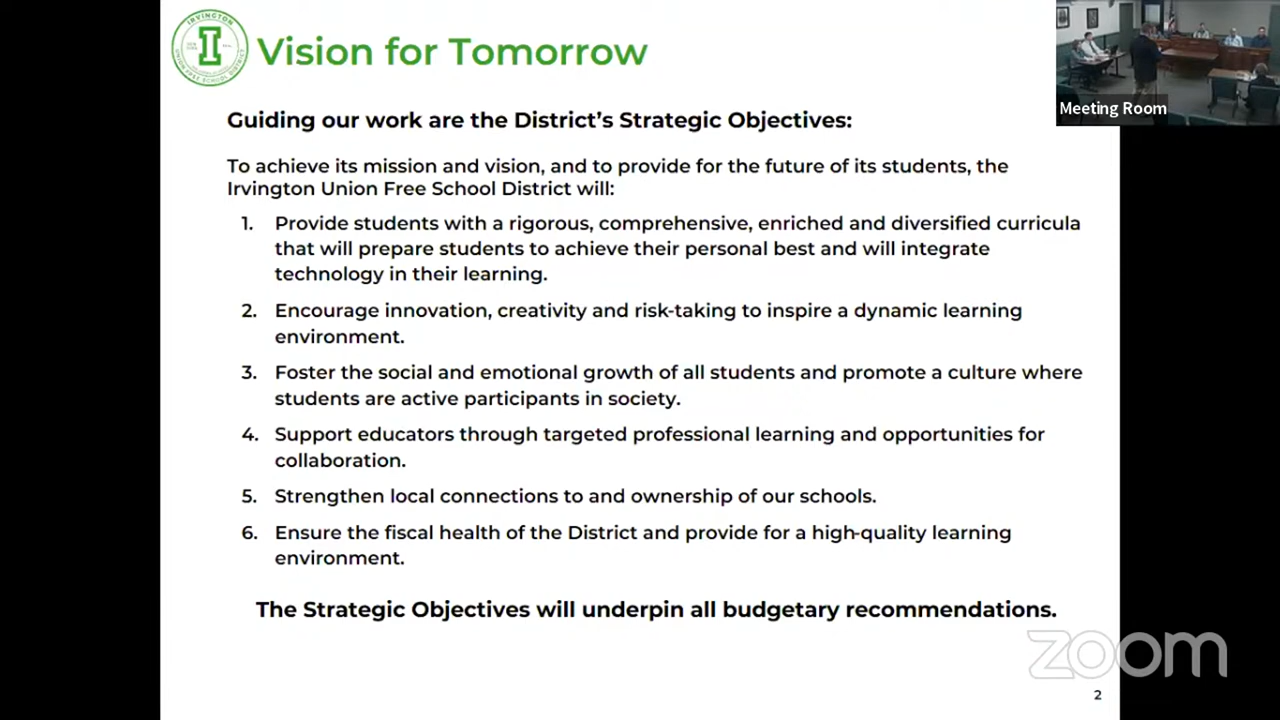 IRVINGTON
UNION FREE SCHOOL DISTRICT
I
Vision for Tomorrow
Meeting Room
Guiding our work are the District's Strategic Objectives:
To achieve its mission and vision, and to provide for the future of its students, the
Irvington Union Free School District will:
1. Provide students with a rigorous, comprehensive, enriched and diversified curricula
that will prepare students to achieve their personal best and will integrate
technology in their learning.
2. Encourage innovation, creativity and risk-taking to inspire a dynamic learning
environment.
3. Foster the social and emotional growth of all students and promote a culture where
students are active participants in society.
4. Support educators through targeted professional learning and opportunities for
collaboration.
5. Strengthen local connections to and ownership of our schools.
6. Ensure the fiscal health of the District and provide for a high-quality learning
environment.
The Strategic Objectives will underpin all budgetary recommendations.
zoom
2